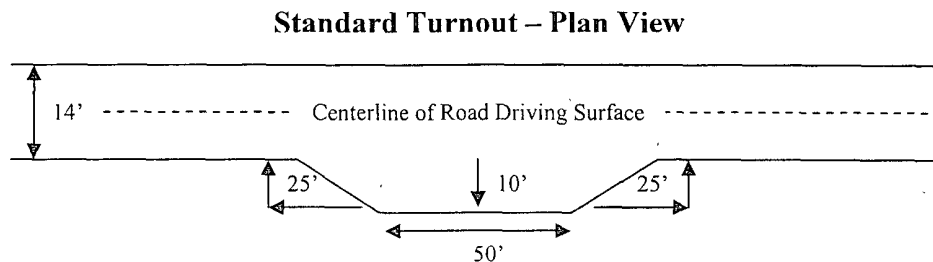 Standard Turnout – Plan View
14’
Centerline of Road Driving Surface
25’
10’
25’
50’